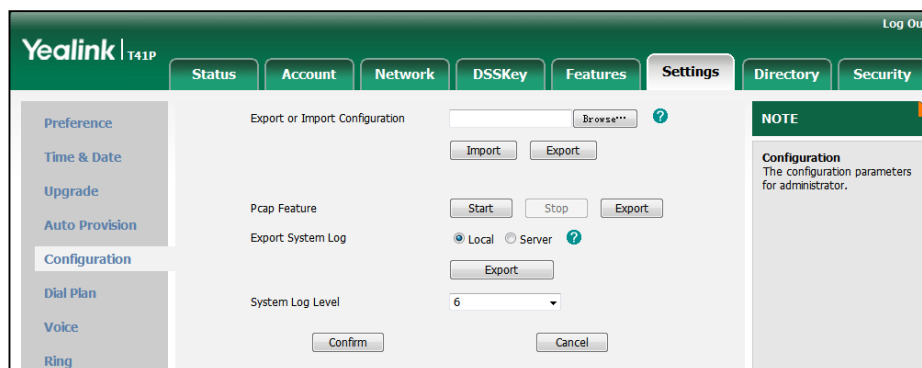 Log Ou
Yealink T41P
Status Account Network DSSKey Features Settings Directory Security
Preference
Time & Date
Upgrade
Auto Provision
Configuration
Dial Plan
Voice
Ring
Export or Import Configuration Browse...
Import Export
Pcap Feature Start Stop Export
Export System Log Local Server
Export
System Log Level 6
Confirm Cancel
NOTE
Configuration
The configuration parameters
for administrator.